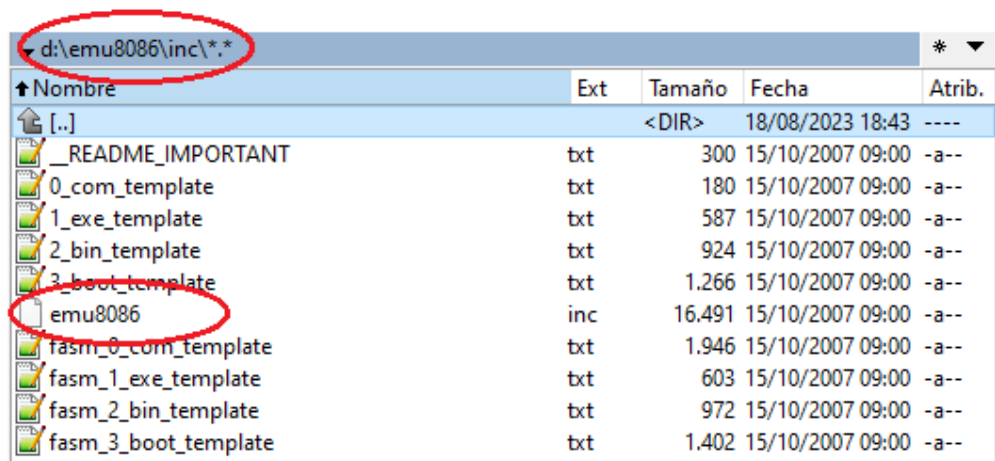 d:\emu8086\inc\*.* * ▼
Nombre Ext Tamaño Fecha Atrib.
[..] <DIR> 18/08/2023 18:43 ----
__README_IMPORTANT txt 300 15/10/2007 09:00 -a--
0_com_template txt 180 15/10/2007 09:00 -a--
1_exe_template txt 587 15/10/2007 09:00 -a--
2_bin_template txt 924 15/10/2007 09:00 -a--
3_boot_template txt 1.266 15/10/2007 09:00 -a--
emu8086 inc 16.491 15/10/2007 09:00 -a--
fasm_0_com_template txt 1.946 15/10/2007 09:00 -a--
fasm_1_exe_template txt 603 15/10/2007 09:00 -a--
fasm_2_bin_template txt 972 15/10/2007 09:00 -a--
fasm_3_boot_template txt 1.402 15/10/2007 09:00 -a--